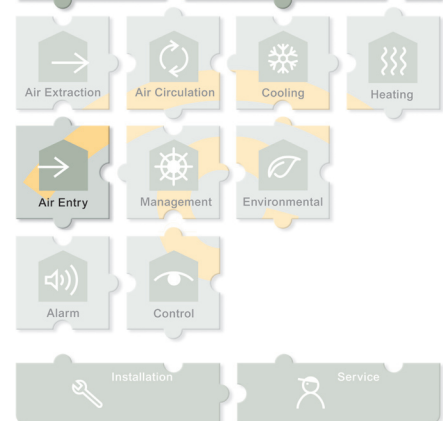 Air Extraction
Air Circulation
Cooling
Heating
Air Entry
Management
Environmental
Alarm
Control
Installation
Service